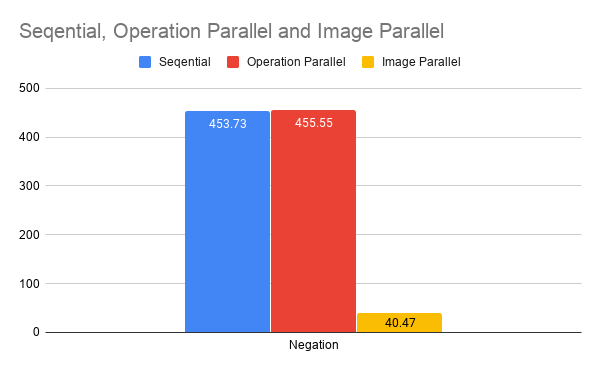 Seqential, Operation Parallel and Image Parallel
Seqential Operation Parallel Image Parallel
500
400
300
200
100
0
453.73 455.55 40.47
Negation